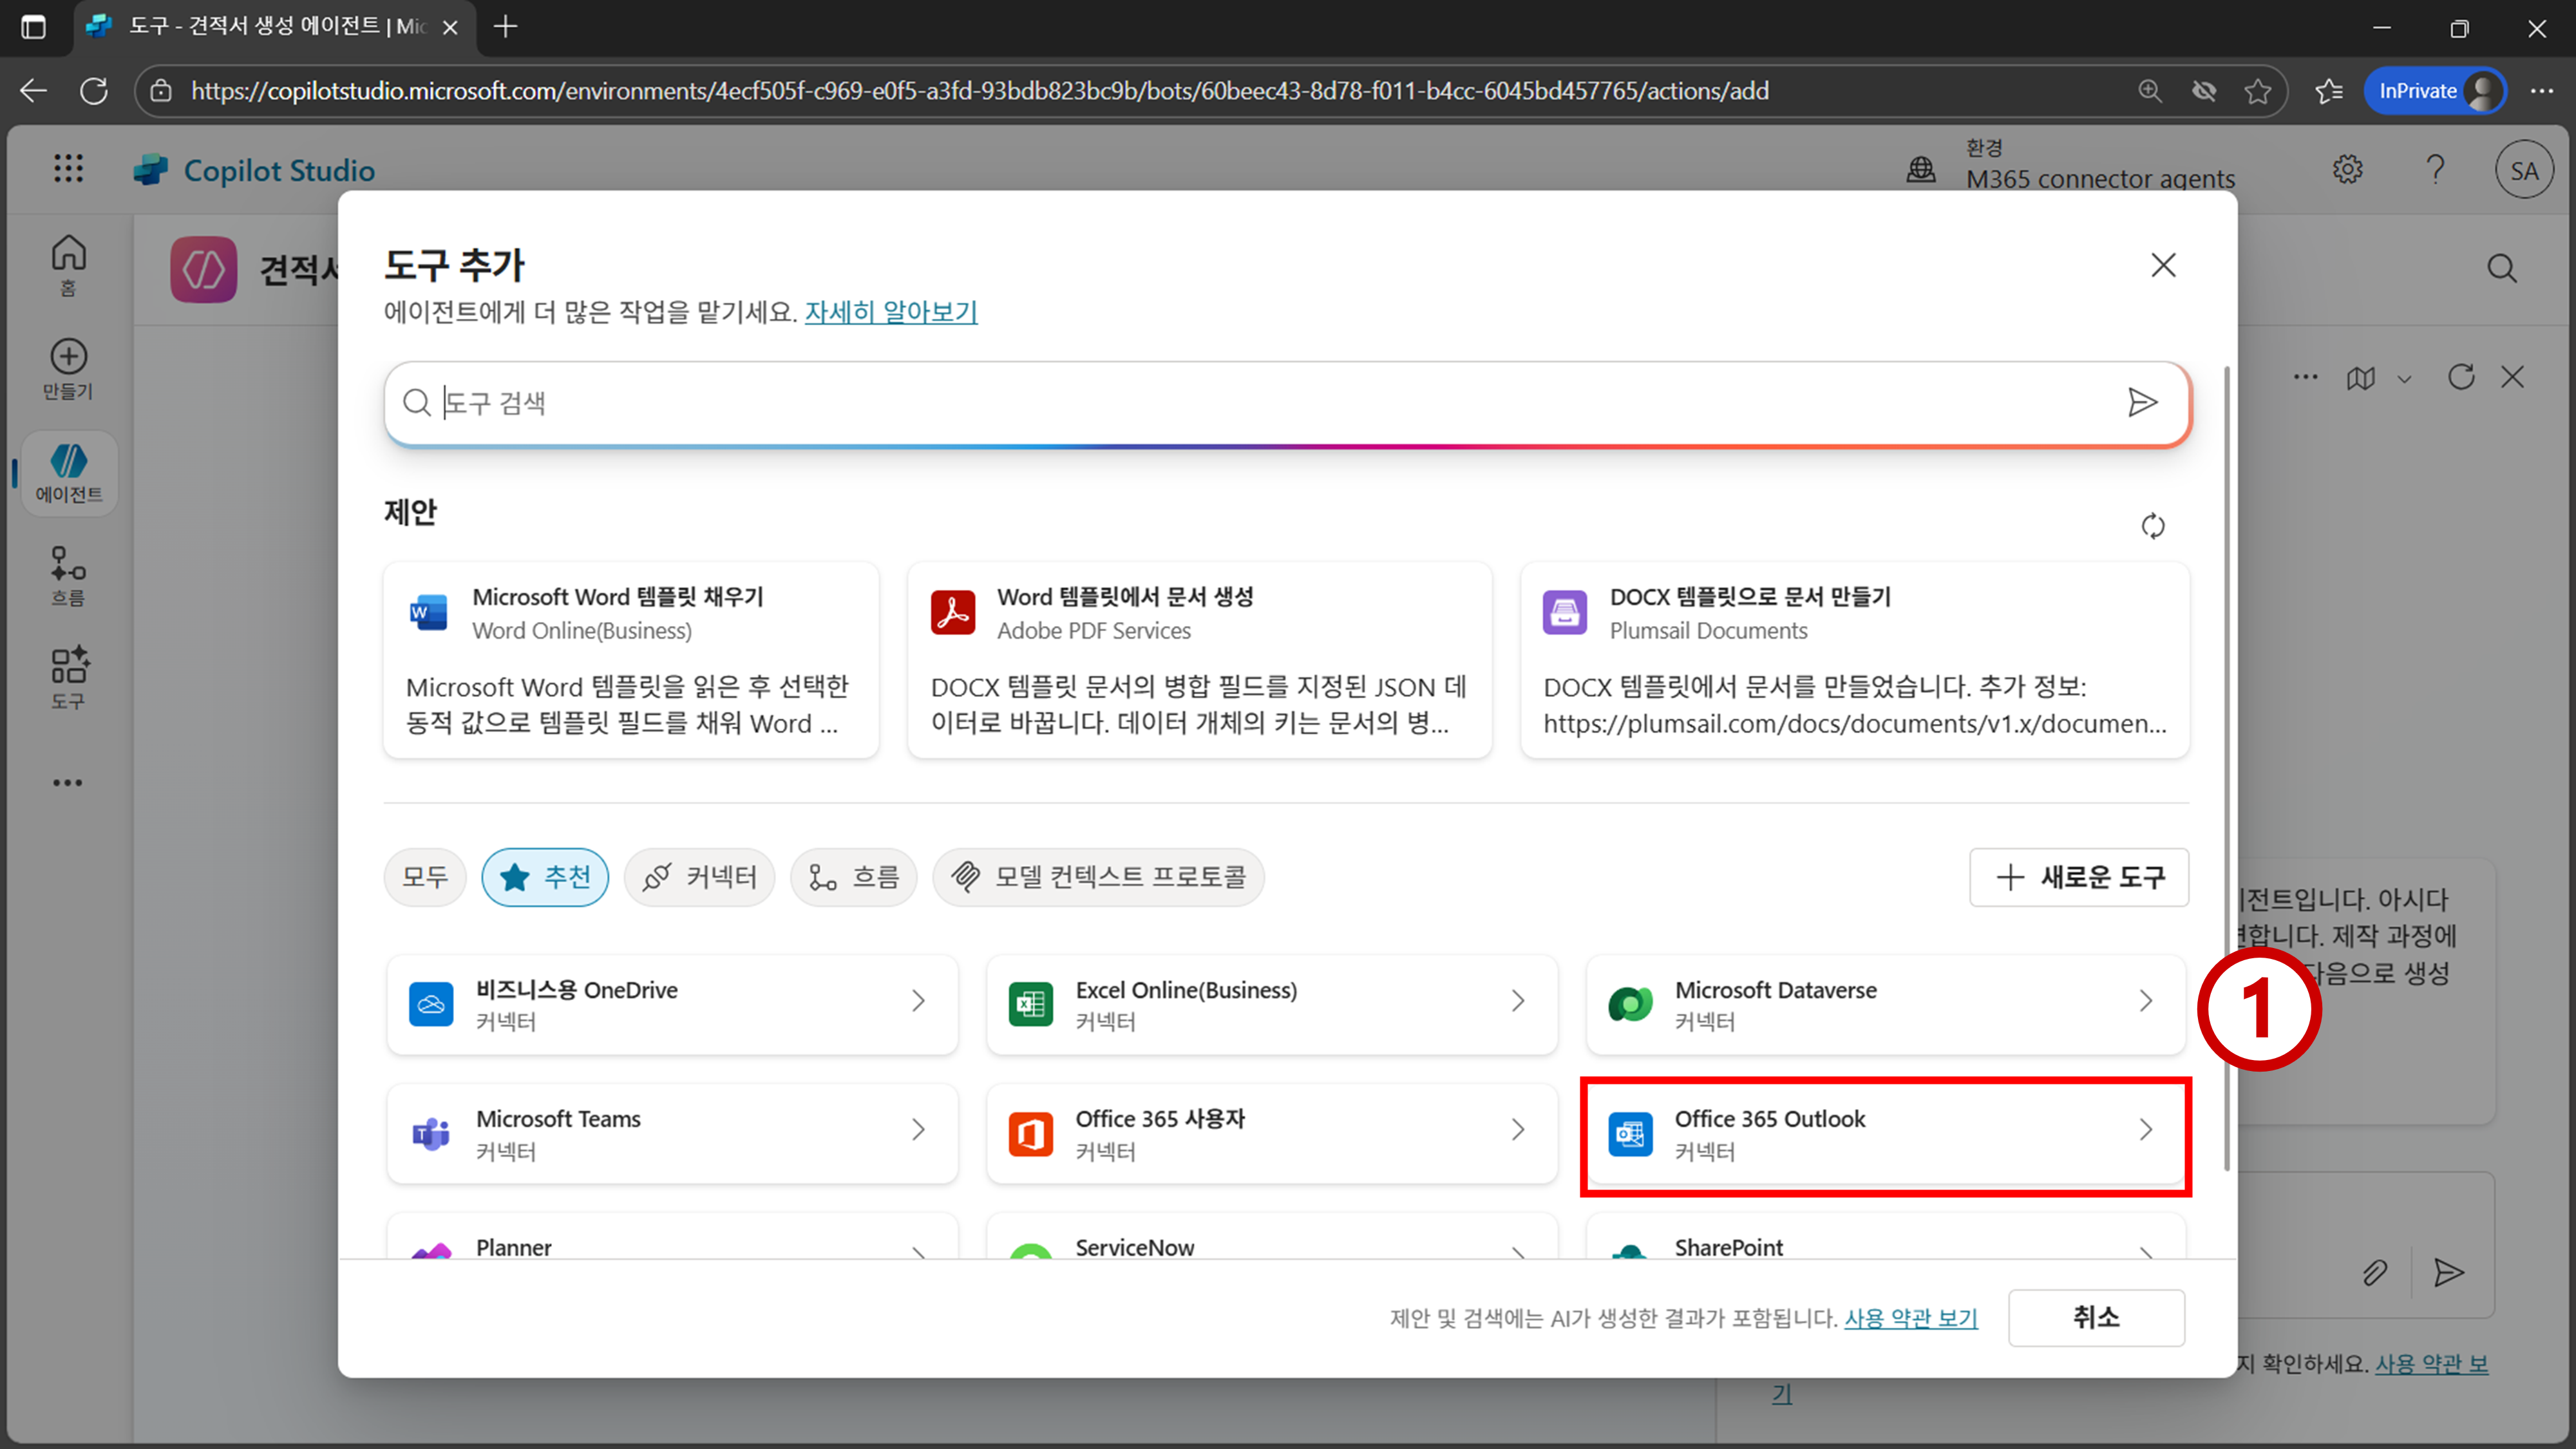 도구 - 견적서 생성 에이전트 | Mic
https://copilotstudio.microsoft.com/environments/4ecf505f-c969-e0f5-a3fd-93bdb823bc9b/bots/60beec43-8d78-f011-b4cc-6045bd457765/actions/add
InPrivate
Copilot Studio
환경
M365 connector agents
SA
홈
만들기
에이전트
흐름
도구
견적서
도구 추가
에이전트에게 더 많은 작업을 맡기세요. 자세히 알아보기
도구 검색
제안
Microsoft Word 템플릿 채우기
Word Online(Business)
Microsoft Word 템플릿을 읽은 후 선택한
동적 값으로 템플릿 필드를 채워 Word ...
Word 템플릿에서 문서 생성
Adobe PDF Services
DOCX 템플릿 문서의 병합 필드를 지정된 JSON 데
이터로 바꿉니다. 데이터 개체의 키는 문서의 병...
DOCX 템플릿으로 문서 만들기
Plumsail Documents
DOCX 템플릿에서 문서를 만들었습니다. 추가 정보:
https://plumsail.com/docs/documents/v1.x/documen...
모두
추천
커넥터
흐름
모델 컨텍스트 프로토콜
새로운 도구
비즈니스용 OneDrive
커넥터
Excel Online(Business)
커넥터
Microsoft Dataverse
커넥터
Microsoft Teams
커넥터
Office 365 사용자
커넥터
Office 365 Outlook
커넥터
1
Planner
ServiceNow
SharePoint
제안 및 검색에는 AI가 생성한 결과가 포함됩니다. 사용 약관 보기
취소
이전트입니다. 아시다
합니다. 제작 과정에
다음으로 생성
지 확인하세요. 사용 약관 보
기